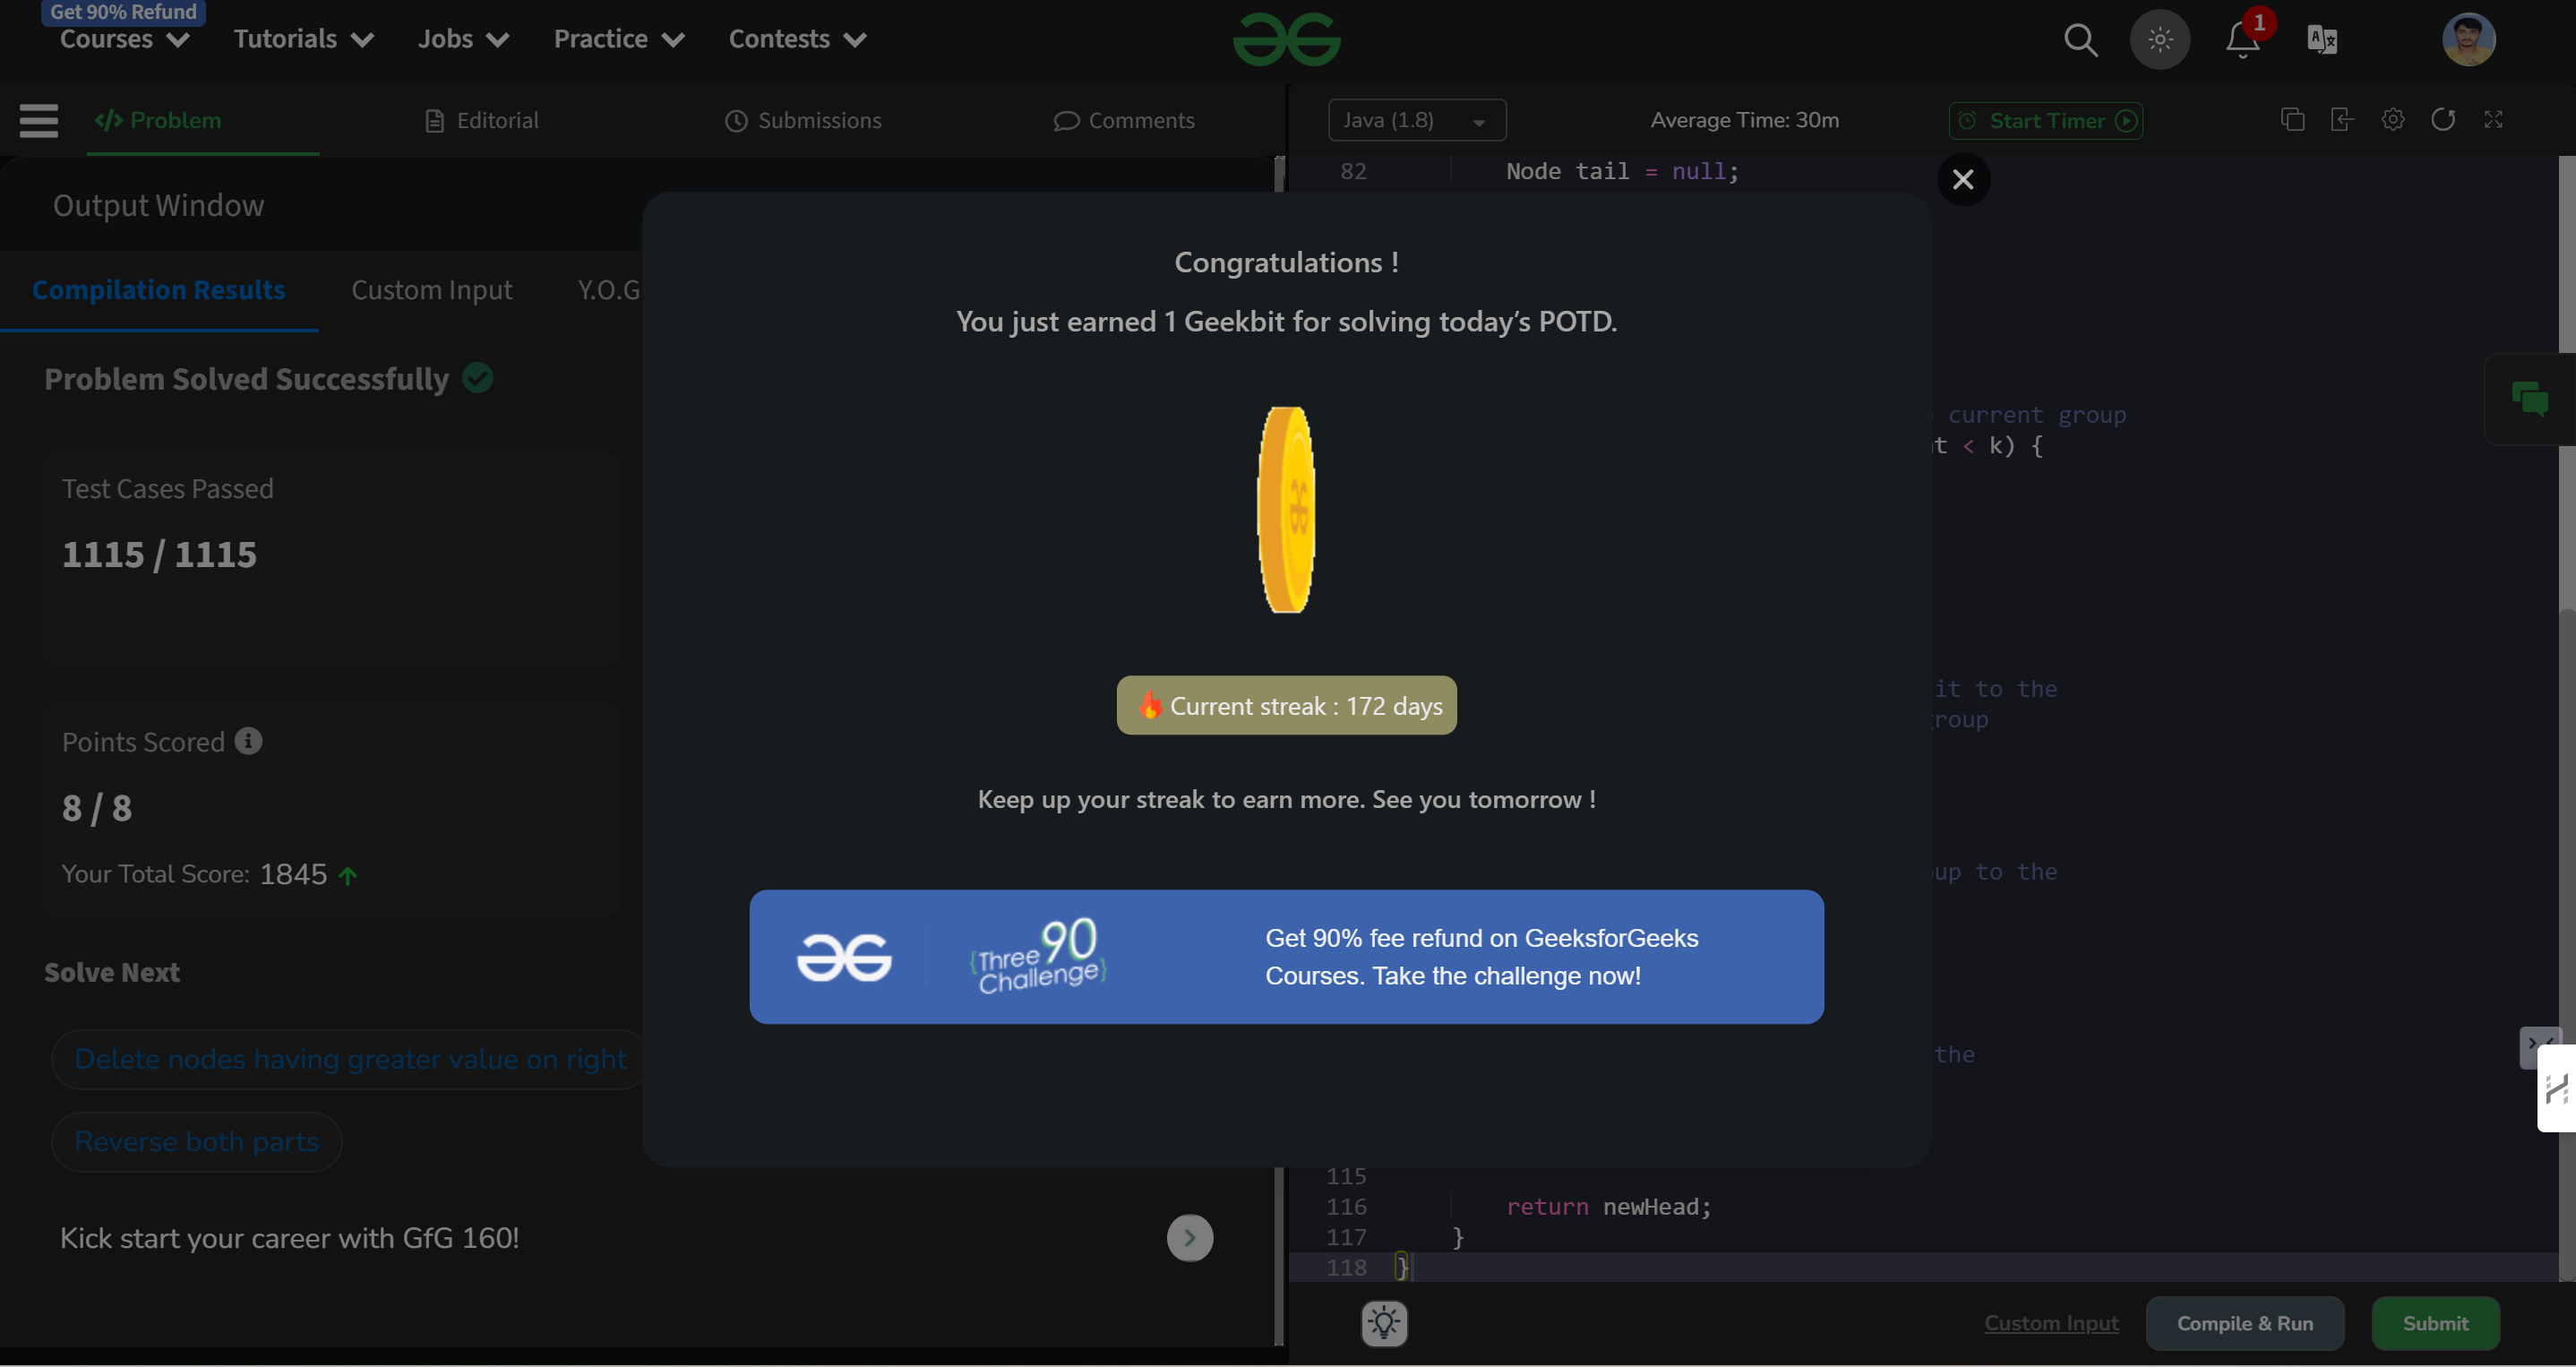 Get 90% Refund
Courses
Tutorials
Jobs
Practice
Contests
1
</> Problem
Editorial
Submissions
Comments
Java (1.8)
Average Time: 30m
Start Timer
Output Window
Compilation Results
Custom Input
Y.O.G
Problem Solved Successfully
Test Cases Passed
1115 / 1115
Points Scored
8 / 8
Your Total Score: 1845
Solve Next
Delete nodes having greater value on right
Reverse both parts
Kick start your career with GfG 160!
82 Node tail = null;
Congratulations !
You just earned 1 Geekbit for solving today’s POTD.
🔥 Current streak : 172 days
Keep up your streak to earn more. See you tomorrow !
{Three 90
Challenge}
Get 90% fee refund on GeeksforGeeks
Courses. Take the challenge now!
current group
t < k) {
it to the
roup
up to the
the
115
116 return newHead;
117 }
118 }
Custom Input
Compile & Run
Submit